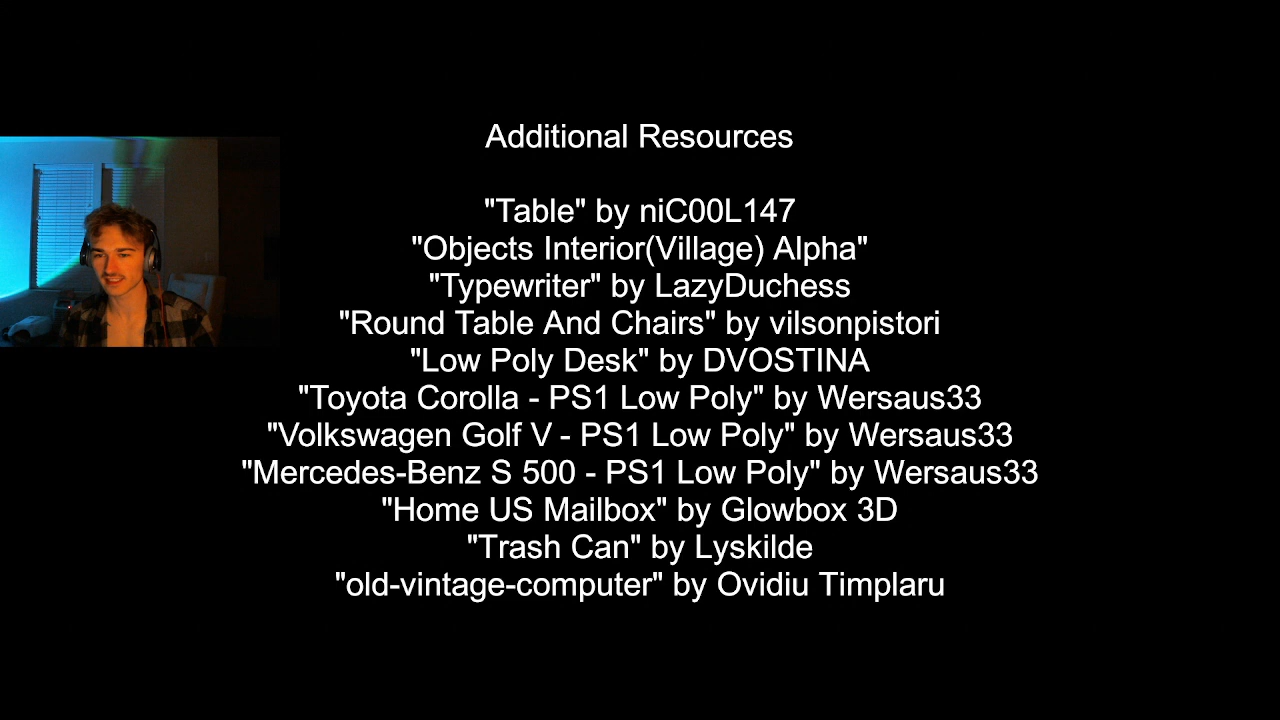 Additional Resources
"Table" by niC00L147
"Objects Interior(Village) Alpha"
"Typewriter" by LazyDuchess
"Round Table And Chairs" by vilsonpistori
"Low Poly Desk" by DVOSTINA
"Toyota Corolla - PS1 Low Poly" by Wersaus33
"Volkswagen Golf V - PS1 Low Poly" by Wersaus33
"Mercedes-Benz S 500 - PS1 Low Poly" by Wersaus33
"Home US Mailbox" by Glowbox 3D
"Trash Can" by Lyskilde
"old-vintage-computer" by Ovidiu Timplaru